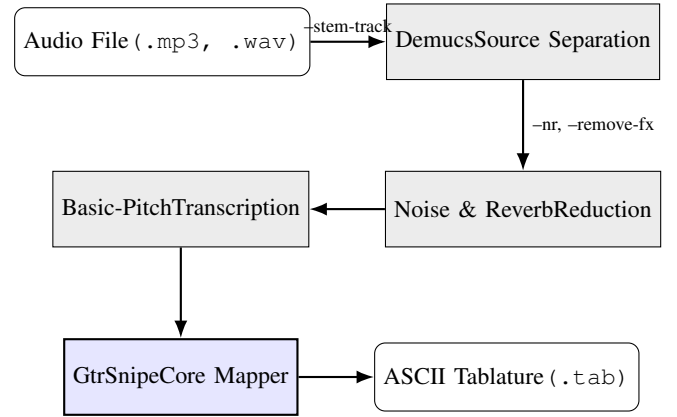 Audio File(.mp3, .wav)
–stem-track
DemucsSource Separation
–nr, –remove-fx
Noise & ReverbReduction
Basic-PitchTranscription
GtrSnipeCore Mapper
ASCII Tablature(.tab)